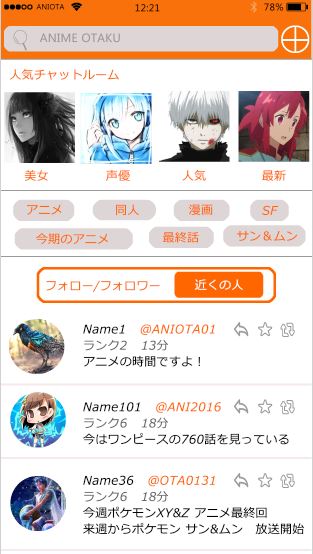 ANIOTA 12:21 78%
ANIME OTAKU
人気チャットルーム
美女 声優 人気 最新
アニメ 同人 漫画 SF
今期のアニメ 最終話 サン＆ムン
フォロー/フォロワー 近くの人
Name1 @ANIOTA01
ランク2 13分
アニメの時間ですよ！
Name101 @ANI2016
ランク6 18分
今はワンピースの760話を見っている
Name36 @OTA0131
ランク6 18分
今週ポケモンXY&Z アニメ最終回
来週からポケモン サン&ムン 放送開始